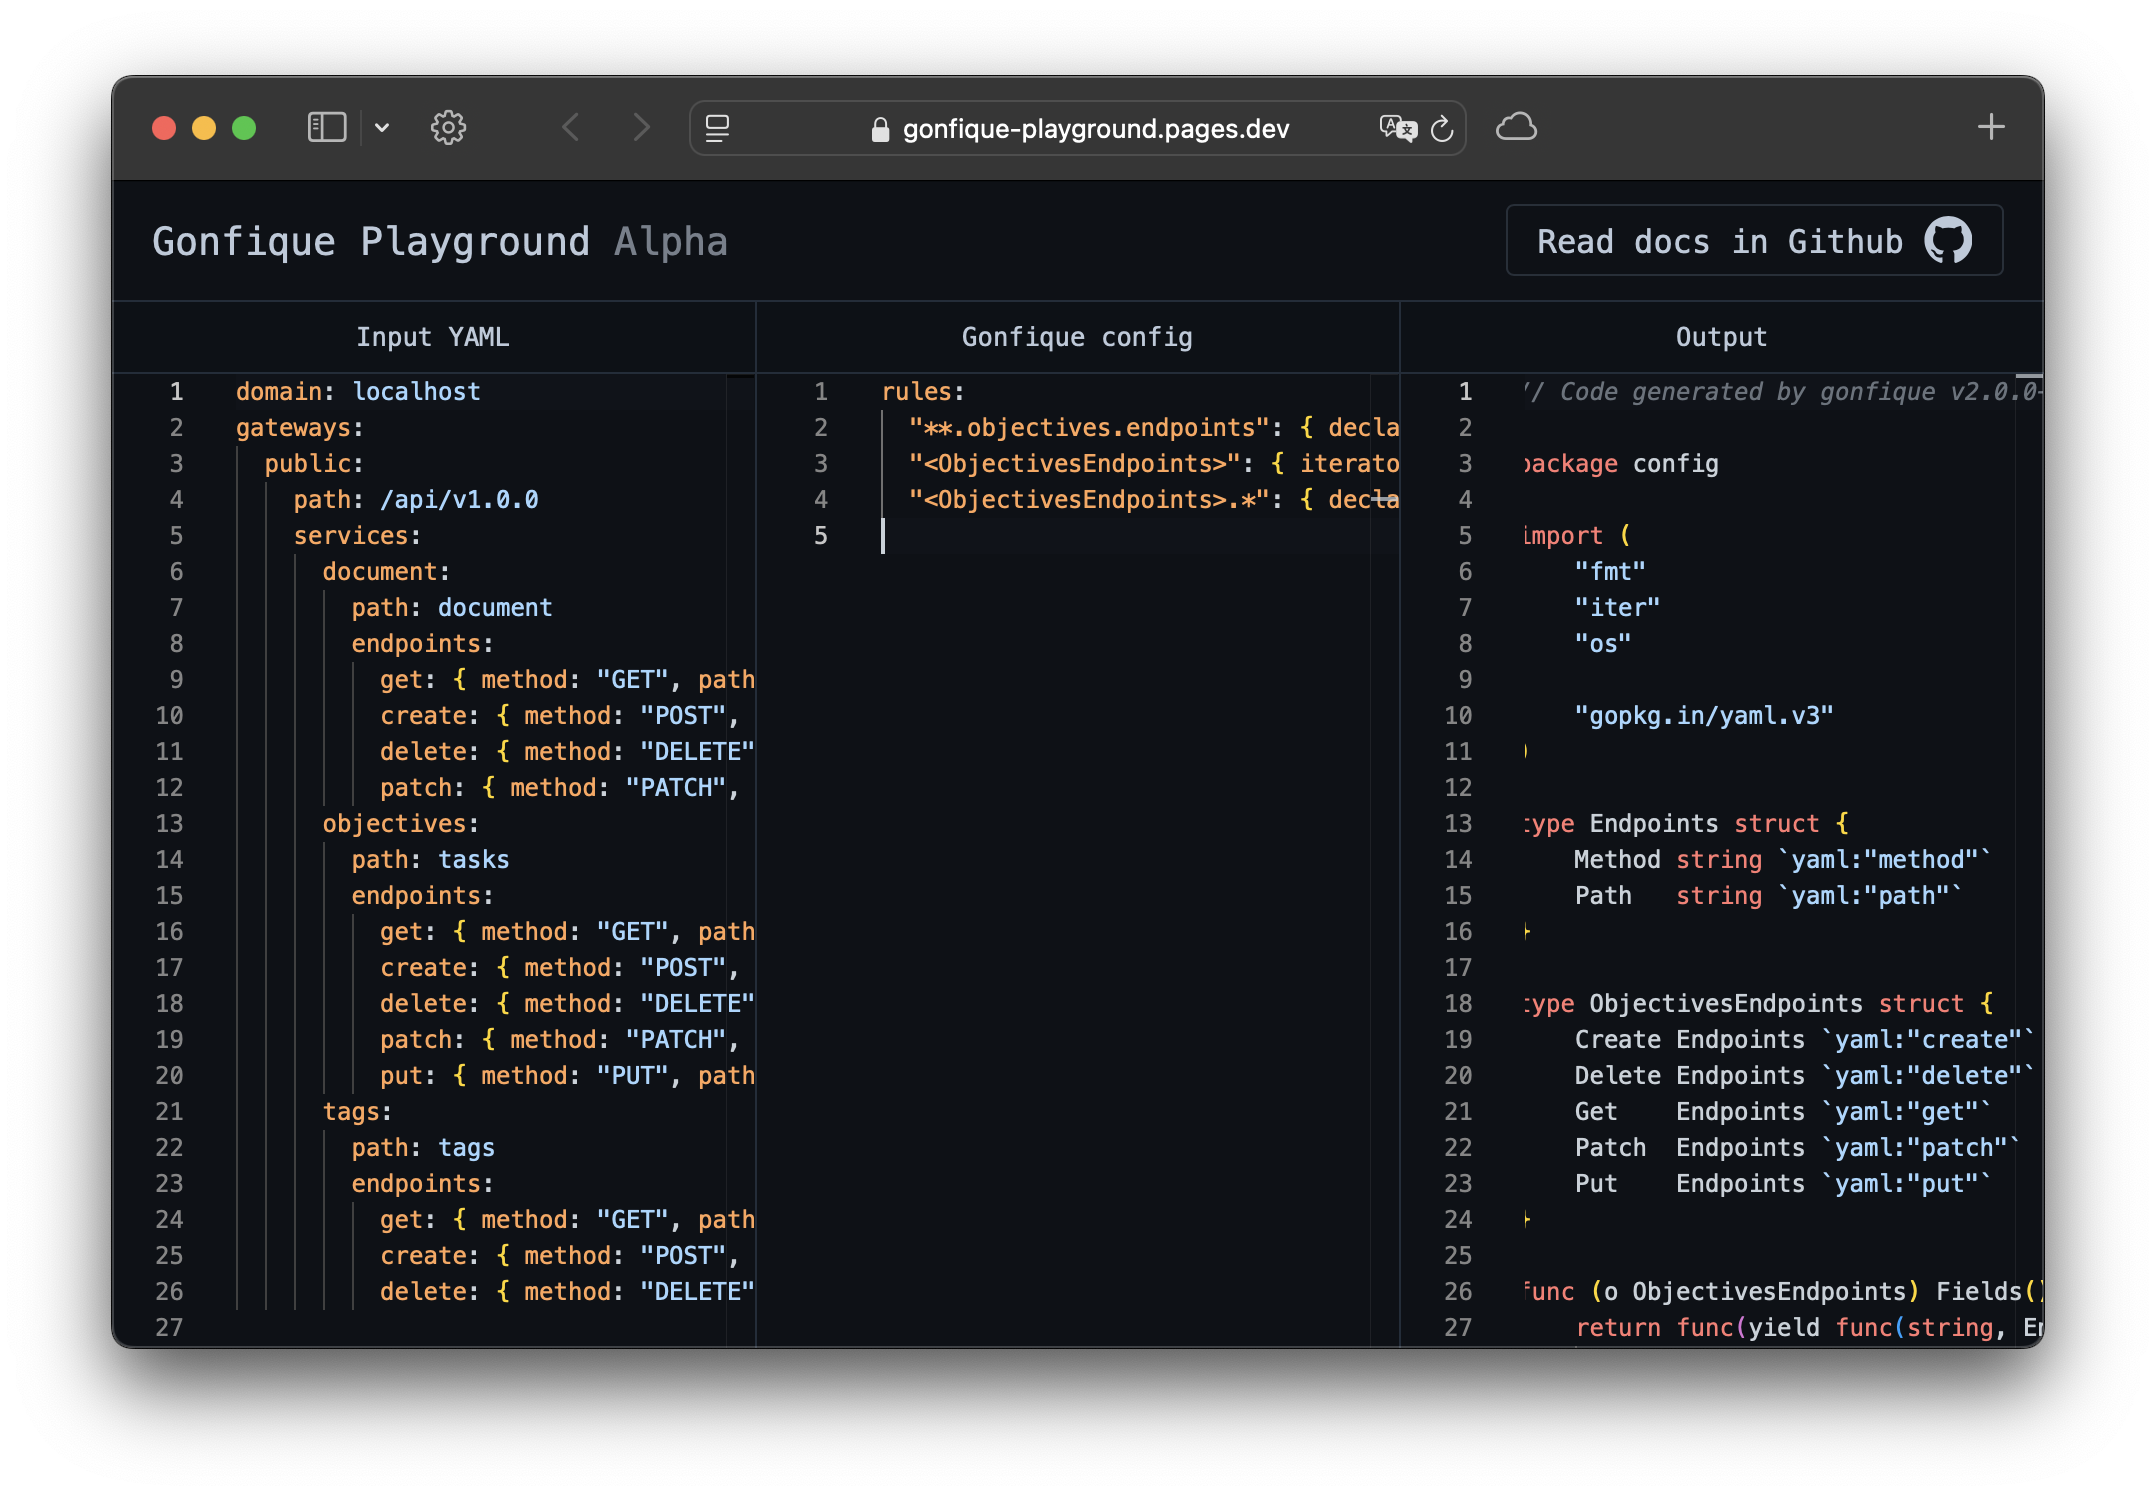 gonfique-playground.pages.dev
Gonfique Playground Alpha
Read docs in Github
Input YAML
1 domain: localhost
2 gateways:
3 public:
4 path: /api/v1.0.0
5 services:
6 document:
7 path: document
8 endpoints:
9 get: { method: "GET", path
10 create: { method: "POST",
11 delete: { method: "DELETE"
12 patch: { method: "PATCH",
13 objectives:
14 path: tasks
15 endpoints:
16 get: { method: "GET", path
17 create: { method: "POST",
18 delete: { method: "DELETE"
19 patch: { method: "PATCH",
20 put: { method: "PUT", path
21 tags:
22 path: tags
23 endpoints:
24 get: { method: "GET", path
25 create: { method: "POST",
26 delete: { method: "DELETE"
27
Gonfique config
1 rules:
2 "**.objectives.endpoints": { decla
3 "<ObjectivesEndpoints>": { iterato
4 "<ObjectivesEndpoints>.*": { decla
5
Output
1 // Code generated by gonfique v2.0.0-
2
3 package config
4
5 import (
6 "fmt"
7 "iter"
8 "os"
9
10 "gopkg.in/yaml.v3"
11 )
12
13 type Endpoints struct {
14 Method string `yaml:"method"`
15 Path string `yaml:"path"`
16 }
17
18 type ObjectivesEndpoints struct {
19 Create Endpoints `yaml:"create"`
20 Delete Endpoints `yaml:"delete"`
21 Get Endpoints `yaml:"get"`
22 Patch Endpoints `yaml:"patch"`
23 Put Endpoints `yaml:"put"`
24 }
25
26 func (o ObjectivesEndpoints) Fields()
27 return func(yield func(string, En